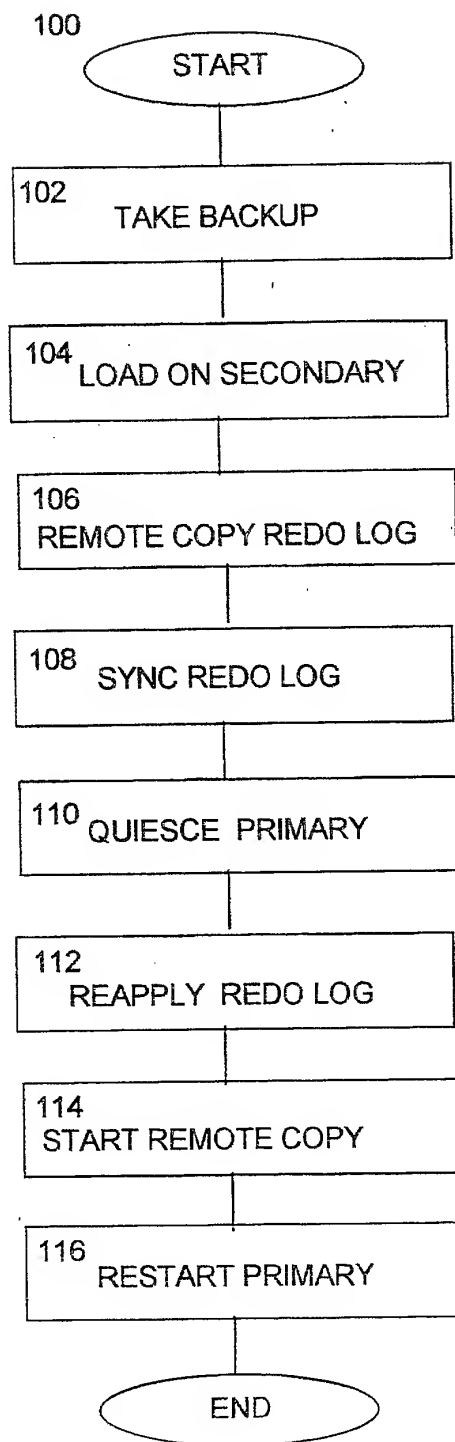 100
START
102
TAKE BACKUP
104
LOAD ON SECONDARY
106
REMOTE COPY REDO LOG
108
SYNC REDO LOG
110
QUIESCE PRIMARY
112
REAPPLY REDO LOG
114
START REMOTE COPY
116
RESTART PRIMARY
END